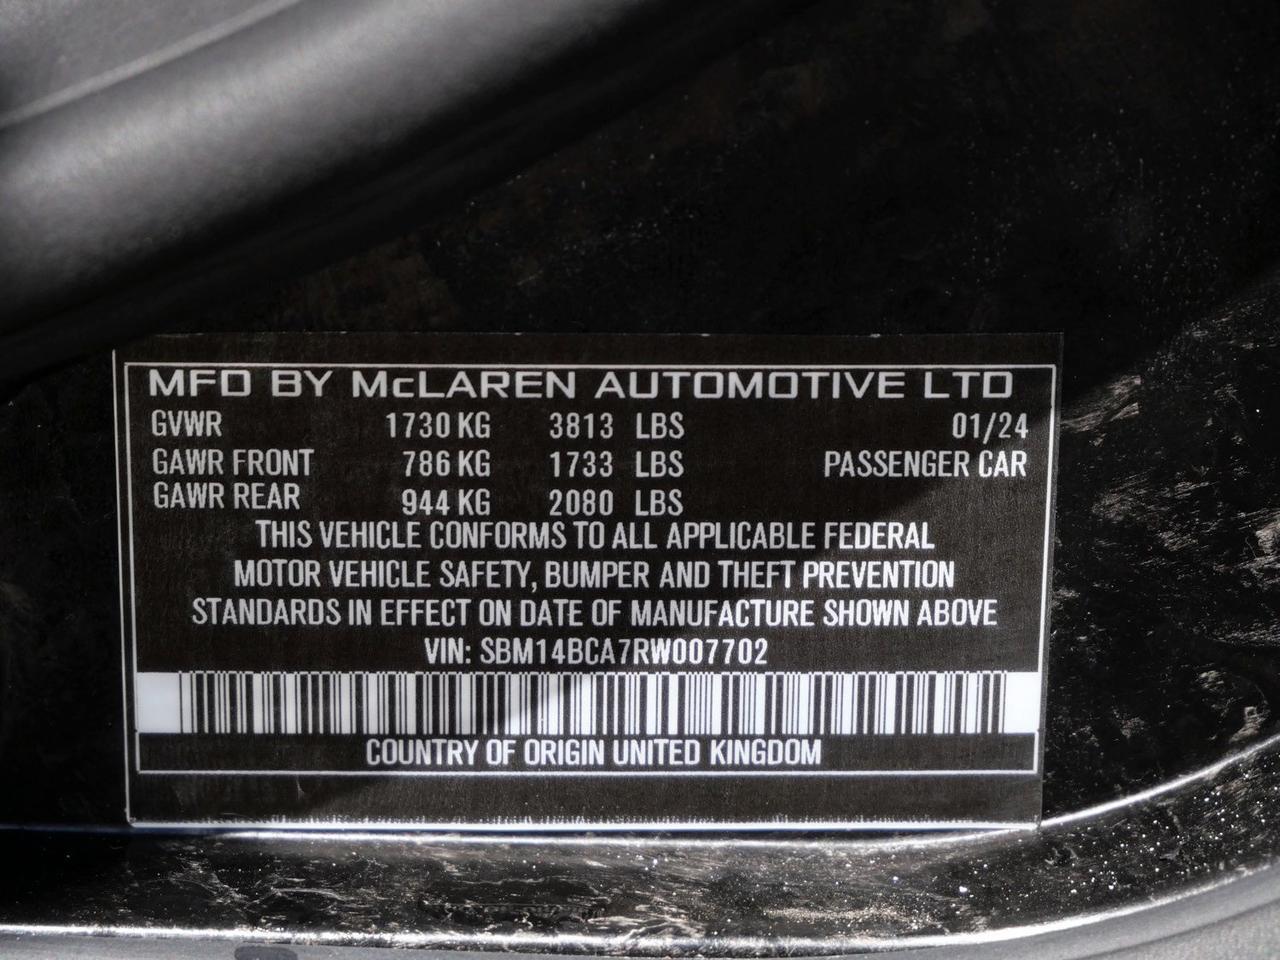 MFD BY McLAREN AUTOMOTIVE LTD
GVWR 1730 KG 3813 LBS 01/24
GAWR FRONT 786 KG 1733 LBS PASSENGER CAR
GAWR REAR 944 KG 2080 LBS
THIS VEHICLE CONFORMS TO ALL APPLICABLE FEDERAL
MOTOR VEHICLE SAFETY, BUMPER AND THEFT PREVENTION
STANDARDS IN EFFECT ON DATE OF MANUFACTURE SHOWN ABOVE
VIN: SBM14BCA7RW007702
COUNTRY OF ORIGIN UNITED KINGDOM